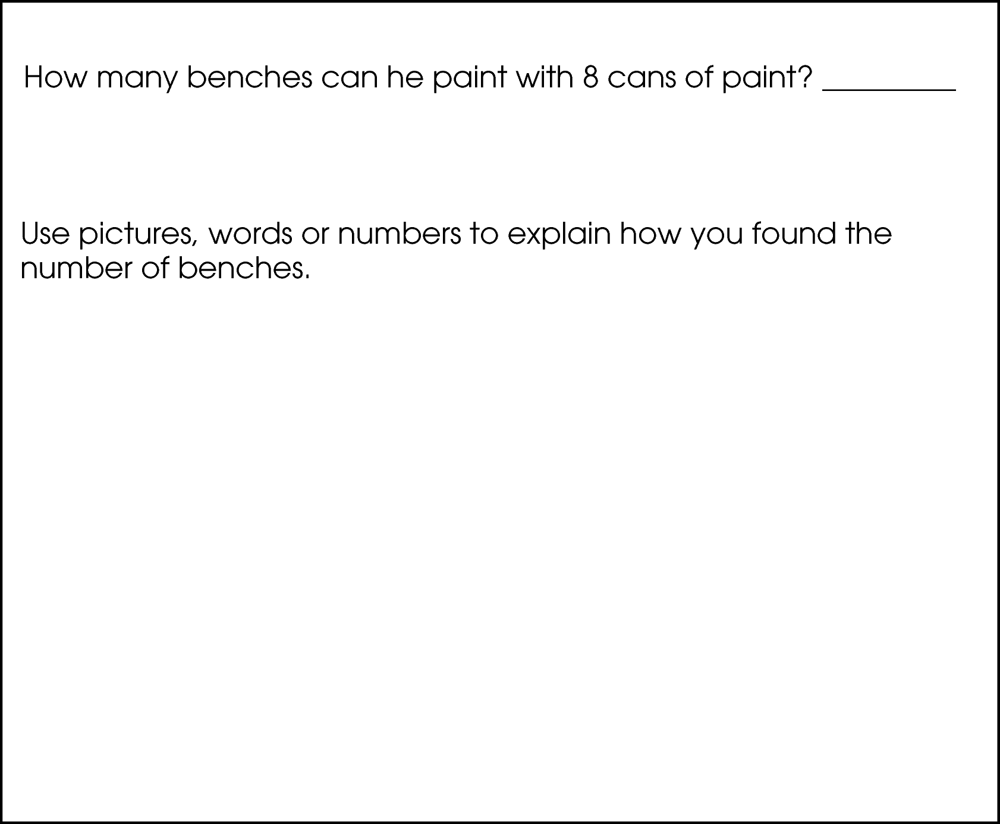 How many benches can he paint with 8 cans of paint? ________
Use pictures, words or numbers to explain how you found the
number of benches.